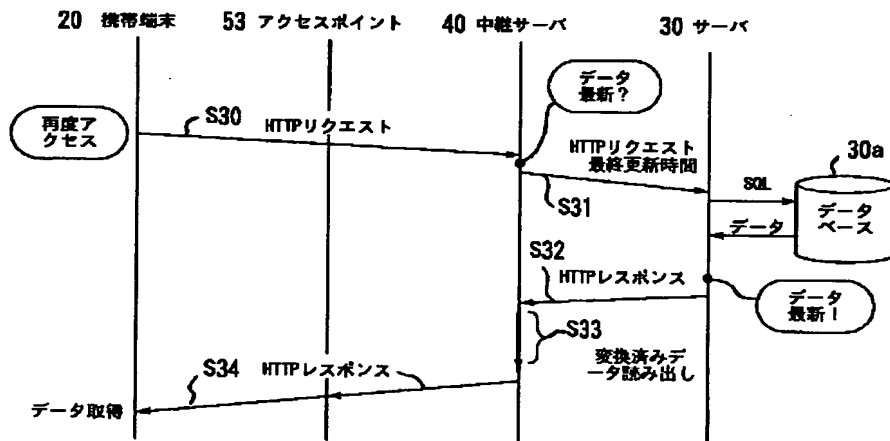 20 携帯端末
53 アクセスポイント
40 中継サーバ
30 サーバ
データ
最新?
再度ア
クセス
S30
HTTPリクエスト
HTTPリクエスト
最終更新時間
30a
S31
SQL
データ
データ
ベース
S32
HTTPレスポンス
データ
最新!
S33
変換済みデ
ータ読み出し
S34
HTTPレスポンス
データ取得